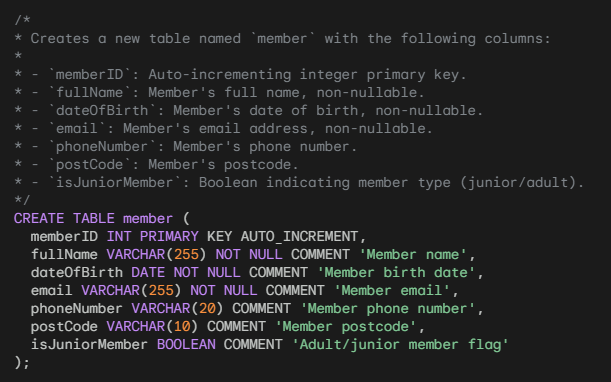 /*
* Creates a new table named `member` with the following columns:
*
* - `memberID`: Auto-incrementing integer primary key.
* - `fullName`: Member's full name, non-nullable.
* - `dateOfBirth`: Member's date of birth, non-nullable.
* - `email`: Member's email address, non-nullable.
* - `phoneNumber`: Member's phone number.
* - `postCode`: Member's postcode.
* - `isJuniorMember`: Boolean indicating member type (junior/adult).
*/
CREATE TABLE member (
  memberID INT PRIMARY KEY AUTO_INCREMENT,
  fullName VARCHAR(255) NOT NULL COMMENT 'Member name',
  dateOfBirth DATE NOT NULL COMMENT 'Member birth date',
  email VARCHAR(255) NOT NULL COMMENT 'Member email',
  phoneNumber VARCHAR(20) COMMENT 'Member phone number',
  postCode VARCHAR(10) COMMENT 'Member postcode',
  isJuniorMember BOOLEAN COMMENT 'Adult/junior member flag'
);